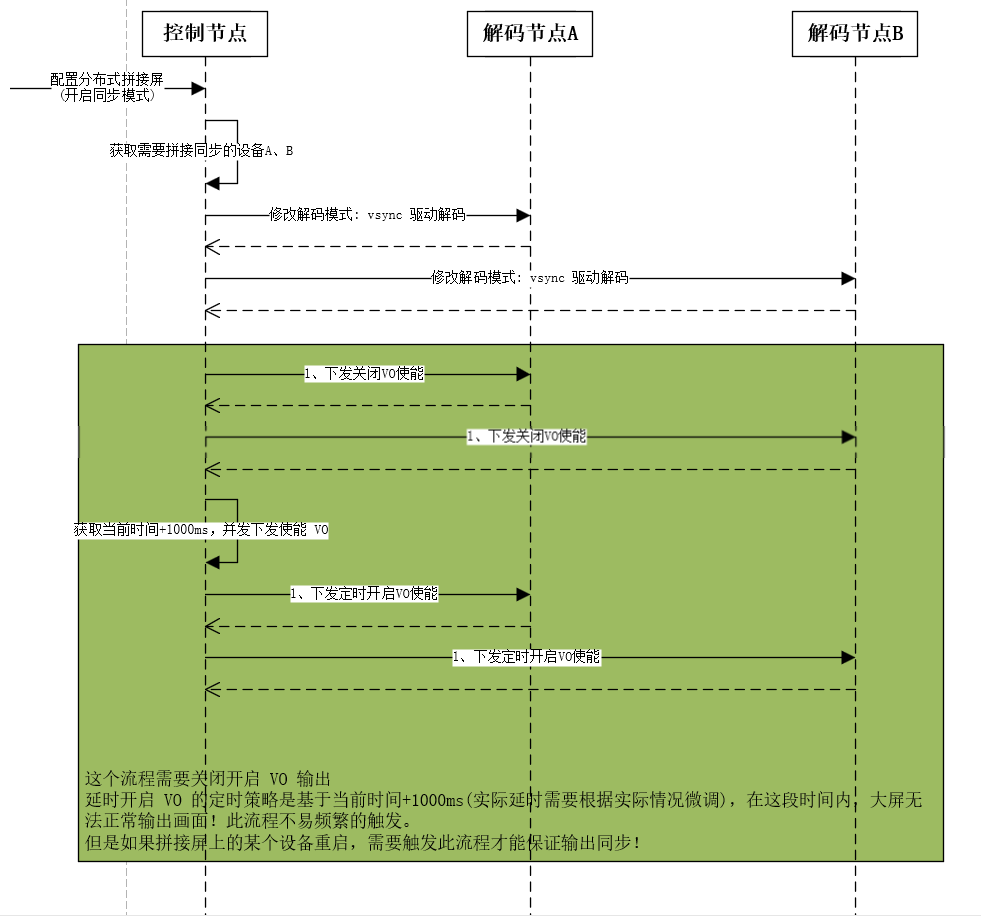 控制节点
解码节点A
解码节点B
配置分布式拼接屏
(开启同步模式)
获取需要拼接同步的设备A、B
修改解码模式: vsync 驱动解码
修改解码模式: vsync 驱动解码
1、下发关闭VO使能
1、下发关闭VO使能
获取当前时间+1000ms，并发下发使能 VO
1、下发定时开启VO使能
1、下发定时开启VO使能
这个流程需要关闭开启 VO 输出
延时开启 VO 的定时策略是基于当前时间+1000ms(实际延时需要根据实际情况微调)，在这段时间内，大屏无
法正常输出画面！此流程不易频繁的触发。
但是如果拼接屏上的某个设备重启，需要触发此流程才能保证输出同步！